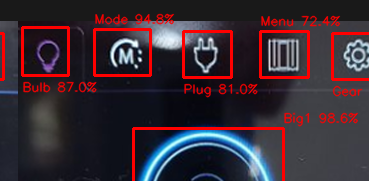 Mode 94.8%
Menu 72.4%
M
Bulb 87.0%
Plug 81.0%
Gear
Big1 98.6%